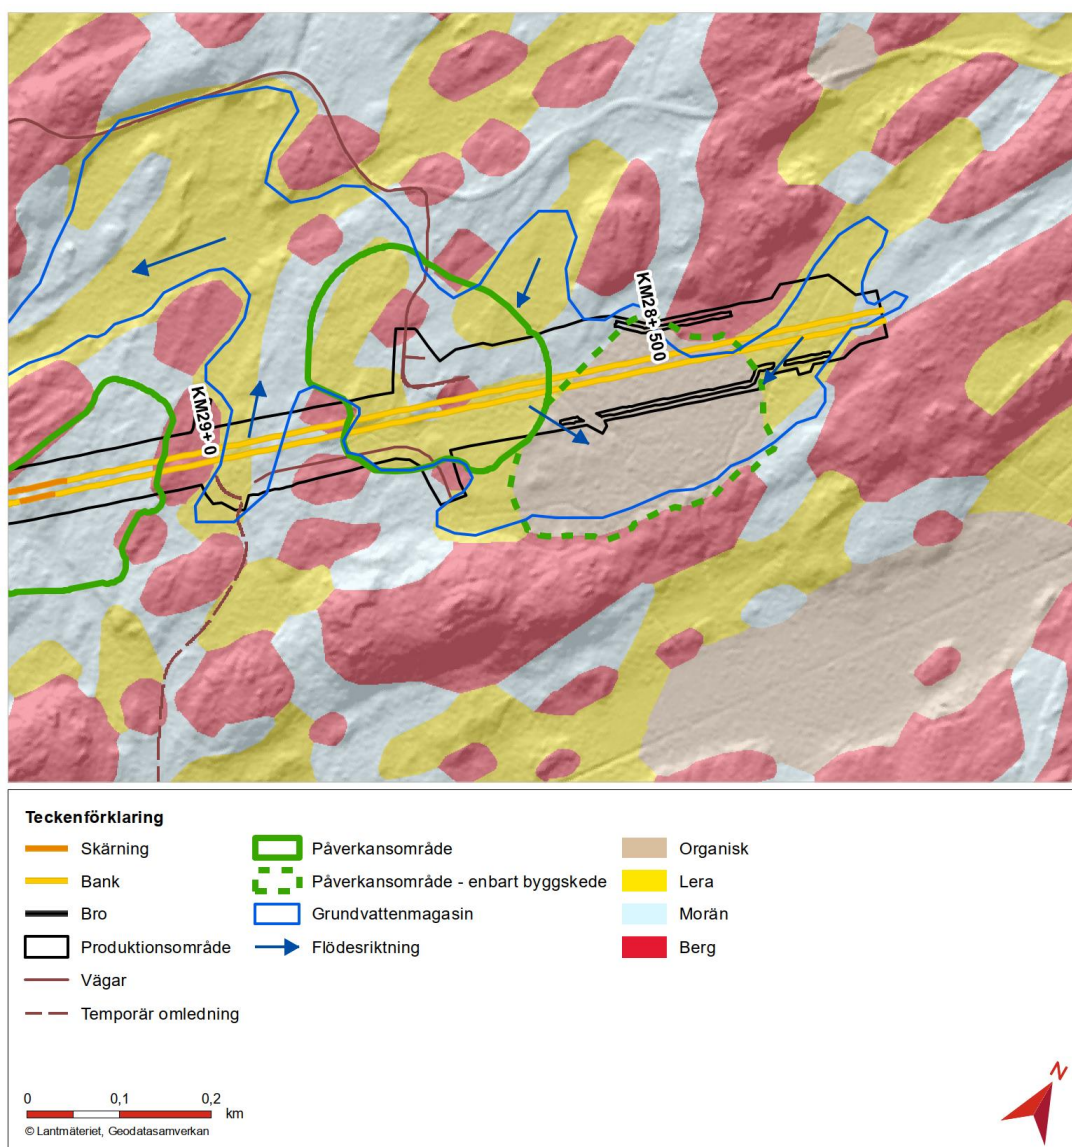 KM28+500
KM29+0
Teckenförklaring
Skärning
Bank
Bro
Produktionsområde
Vägar
Temporär omledning
Påverkansområde
Påverkansområde - enbart byggskede
Grundvattenmagasin
Flödesriktning
Organisk
Lera
Morän
Berg
0 0,1 0,2
km
© Lantmäteriet, Geodatasamverkan
N